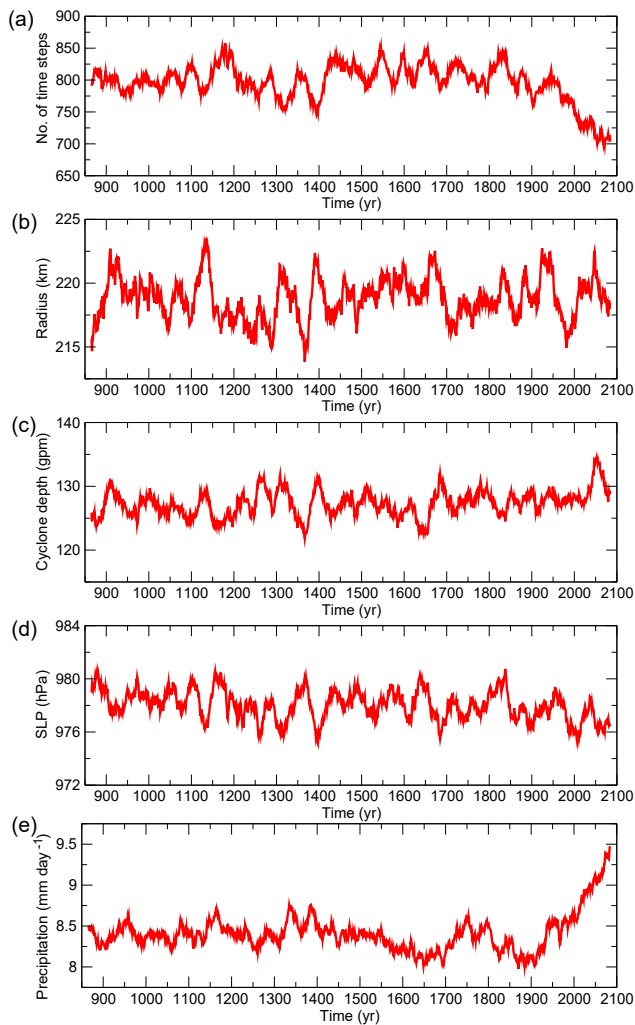 (a)
No. of time steps
900
850
800
750
700
650
900 1000 1100 1200 1300 1400 1500 1600 1700 1800 1900 2000 2100
Time (yr)
(b)
Radius (km)
225
220
215
900 1000 1100 1200 1300 1400 1500 1600 1700 1800 1900 2000 2100
Time (yr)
(c)
Cyclone depth (gpm)
140
130
120
900 1000 1100 1200 1300 1400 1500 1600 1700 1800 1900 2000 2100
Time (yr)
(d)
SLP (hPa)
984
980
976
972
900 1000 1100 1200 1300 1400 1500 1600 1700 1800 1900 2000 2100
Time (yr)
(e)
Precipitation (mm day⁻¹)
9.5
9
8.5
8
900 1000 1100 1200 1300 1400 1500 1600 1700 1800 1900 2000 2100
Time (yr)